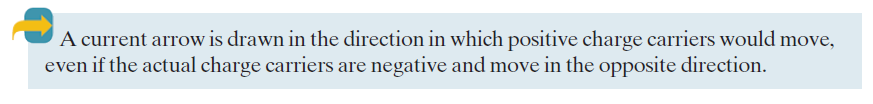 A current arrow is drawn in the direction in which positive charge carriers would move,
even if the actual charge carriers are negative and move in the opposite direction.